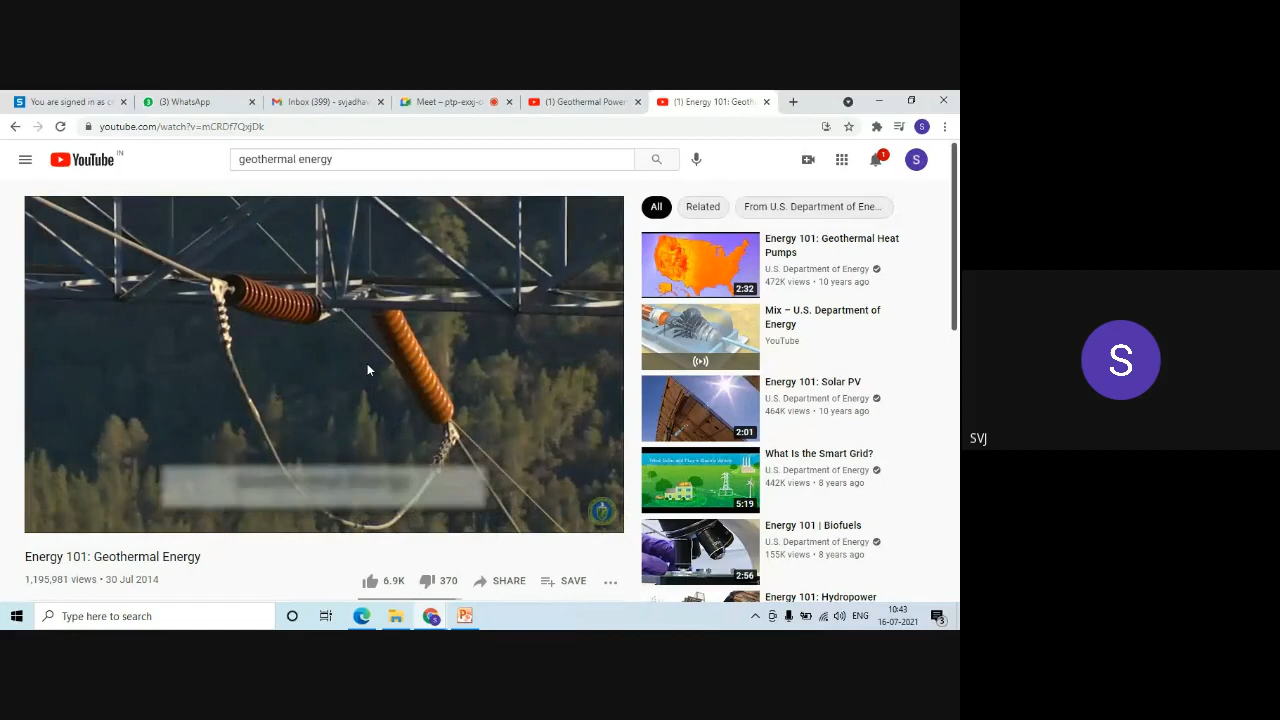 You are signed in as c
(3) WhatsApp
Inbox (399) - svjadhav
Meet – ptp-exxj-c
(1) Geothermal Power
(1) Energy 101: Geoth
youtube.com/watch?v=mCRDf7QxjDk
YouTube IN
geothermal energy
1
S
All
Related
From U.S. Department of Ene...
Energy 101: Geothermal Heat
Pumps
U.S. Department of Energy
472K views • 10 years ago
2:32
Mix – U.S. Department of
Energy
YouTube
Energy 101: Solar PV
U.S. Department of Energy
464K views • 10 years ago
2:01
What Is the Smart Grid?
U.S. Department of Energy
442K views • 8 years ago
5:19
Energy 101 | Biofuels
U.S. Department of Energy
155K views • 8 years ago
2:56
Energy 101: Hydropower
Energy 101: Geothermal Energy
1,195,981 views • 30 Jul 2014
6.9K
370
SHARE
SAVE
Type here to search
ENG
10:43
16-07-2021
3
S
SVJ